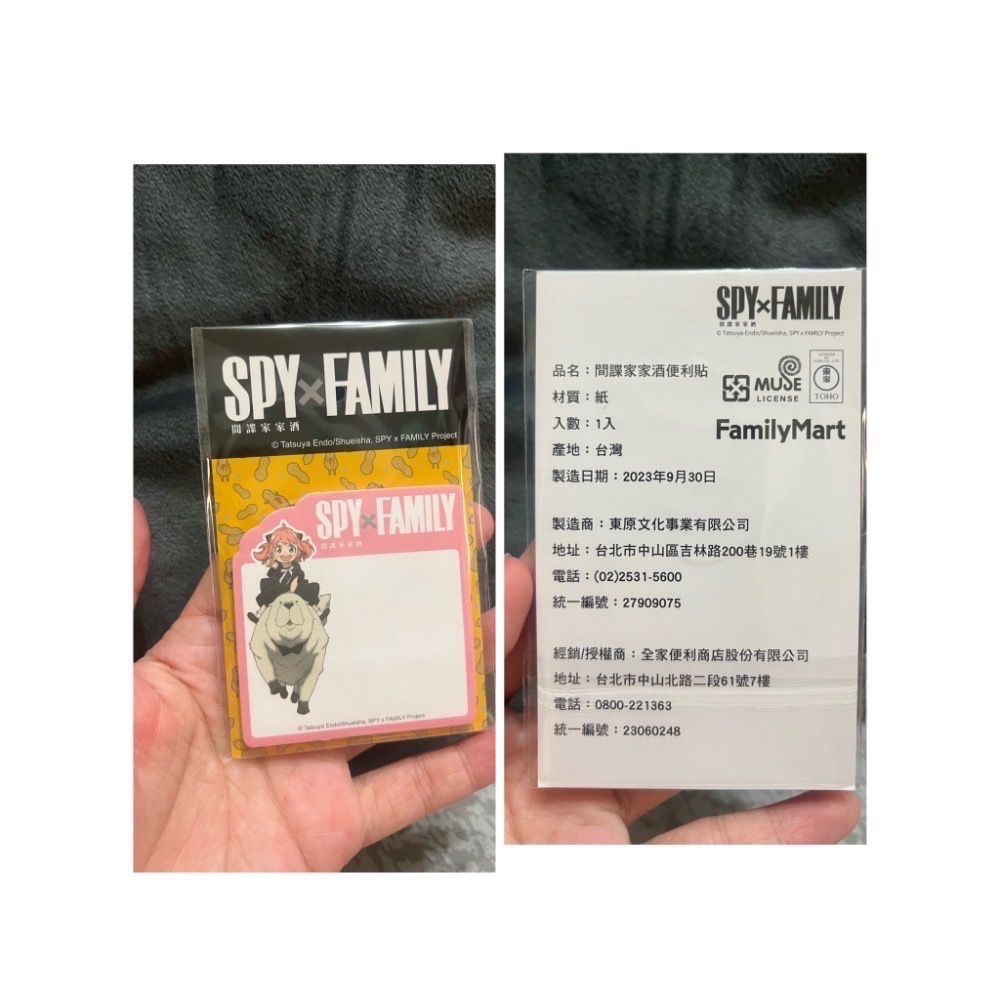 SPY×FAMILY
間諜家家酒
© Tatsuya Endo/Shueisha, SPY x FAMILY Project
SPY×FAMILY
間諜家家酒
© Tatsuya Endo/Shueisha, SPY x FAMILY Project
SPY×FAMILY
間諜家家酒
© Tatsuya Endo/Shueisha, SPY x FAMILY Project
品名：間諜家家酒便利貼
材質：紙
入數：1入
產地：台灣
製造日期：2023年9月30日
MUSE
LICENSE
東宝
TOHO
FamilyMart
製造商：東原文化事業有限公司
地址：台北市中山區吉林路200巷19號1樓
電話：(02)2531-5600
統一編號：27909075
經銷/授權商：全家便利商店股份有限公司
地址：台北市中山北路二段61號7樓
電話：0800-221363
統一編號：23060248